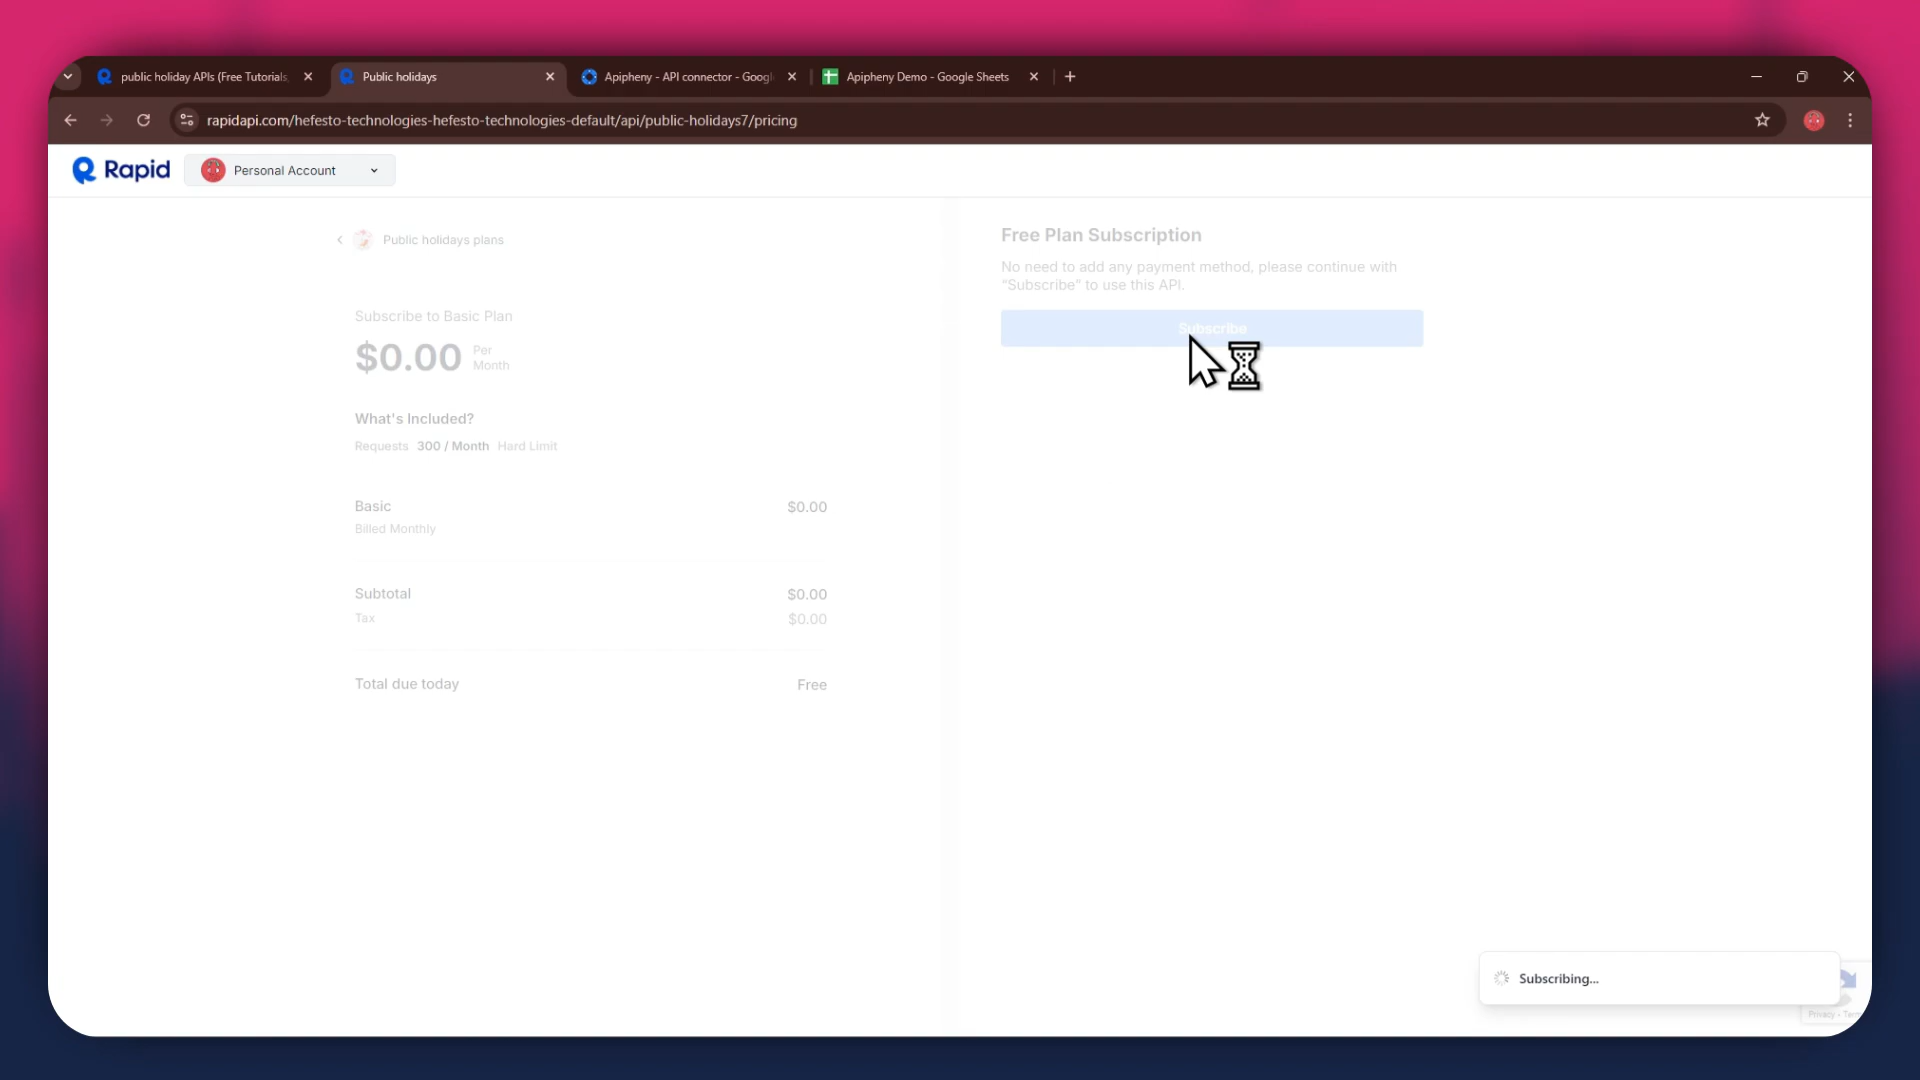 public holiday APIs (Free Tutorials,
Public holidays
Apipheny - API connector - Googl
Apipheny Demo - Google Sheets
rapidapi.com/hefesto-technologies-hefesto-technologies-default/api/public-holidays7/pricing
Rapid
Personal Account
Public holidays plans
Subscribe to Basic Plan
$0.00 Per
Month
What's Included?
Requests 300 / Month Hard Limit
Basic $0.00
Billed Monthly
Subtotal $0.00
Tax $0.00
Total due today Free
Free Plan Subscription
No need to add any payment method, please continue with
“Subscribe” to use this API.
Subscribe
Subscribing...
Privacy - Term